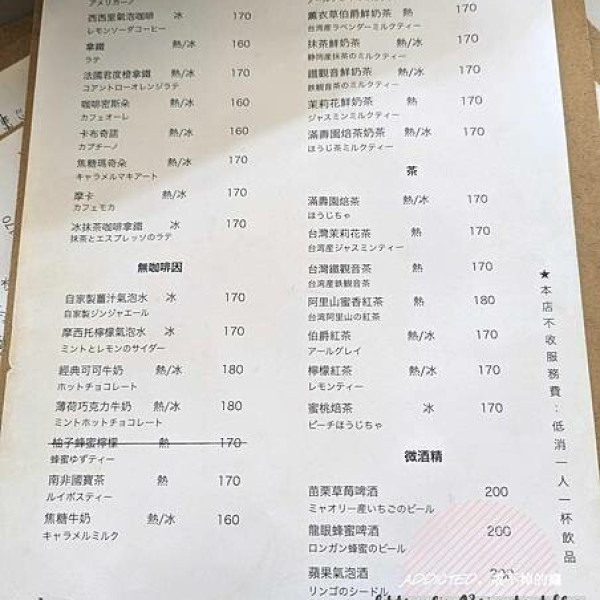 アメリカーノ
西西里氣泡咖啡 冰 170
レモンソーダコーヒー
拿鐵 熱/冰 160
ラテ
法國君度橙拿鐵 熱/冰 170
コアントローオレンジラテ
咖啡密斯朵 熱/冰 160
カフェオーレ
卡布奇諾 熱/冰 160
カプチーノ
焦糖瑪奇朵 熱/冰 170
キャラメルマキアート
摩卡 熱/冰 170
カフェモカ
冰抹茶咖啡拿鐵 冰 170
抹茶とエスプレッソのラテ
無咖啡因
自家製薑汁氣泡水 冰 170
自家製ジンジャエール
摩西托檸檬氣泡水 冰 170
ミントとレモンのサイダー
經典可可牛奶 熱/冰 180
ホットチョコレート
薄荷巧克力牛奶 熱/冰 180
ミントホットチョコレート
柚子蜂蜜檸檬 熱 170
蜂蜜ゆずティー
南非國寶茶 熱 170
ルイボスティー
焦糖牛奶 熱/冰 160
キャラメルミルク
薰衣草伯爵鮮奶茶 熱 170
台湾産ラベンダーミルクティー
抹茶鮮奶茶 熱/冰 170
静岡産抹茶のミルクティー
鐵觀音鮮奶茶 熱/冰 170
鉄観音茶のミルクティー
茉莉花鮮奶茶 熱 170
ジャスミンミルクティー
滿壽園焙茶奶茶 熱/冰 170
ほうじ茶ミルクティー
茶
滿壽園焙茶 熱/冰 170
ほうじちゃ
台灣茉莉花茶 熱 170
台湾産ジャスミンティー
台灣鐵觀音茶 熱 170
台湾産鉄観音茶
阿里山蜜香紅茶 熱 180
台湾阿里山の紅茶
伯爵紅茶 熱/冰 170
アールグレイ
檸檬紅茶 熱/冰 170
レモンティー
蜜桃焙茶 冰 170
ピーチほうじちゃ
微酒精
苗栗草莓啤酒 200
ミャオリー産いちごのビール
龍眼蜂蜜啤酒 200
ロンガン蜂蜜のビール
蘋果氣泡酒 200
リンゴのシードル
★本店不收服務費：低消一人一杯飲品
ADDICTED